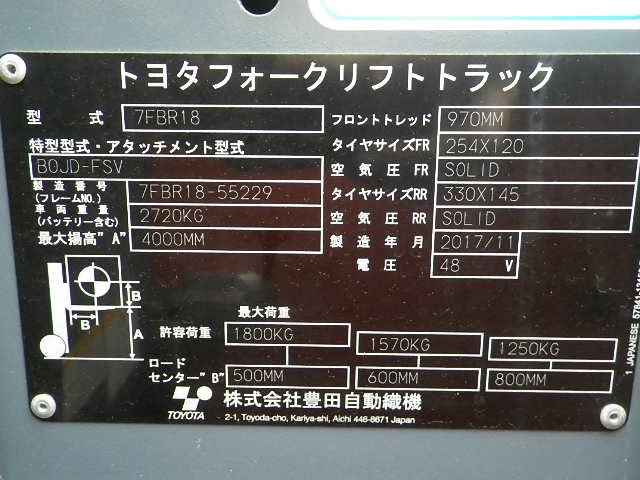 トヨタフォークリフトトラック
型式 7FBR18 フロントトレッド 970MM
特型型式・アタッチメント型式 タイヤサイズFR 254X120
B0JD-FSV 空気圧 FR SOLID
製造番号(フレームNO.) 7FBR18-55229 タイヤサイズRR 330X145
車両重量(バッテリー含む) 2720KG 空気圧 RR SOLID
最大揚高"A" 4000MM 製造年月 2017/11
電圧 48 V
B
B
A
最大荷重
許容荷重 1800KG 1570KG 1250KG
ロードセンター"B" 500MM 600MM 800MM
TOYOTA 株式会社豊田自動織機
2-1, Toyoda-cho, Kariya-shi, Aichi 448-8671 Japan
1 JAPANESE